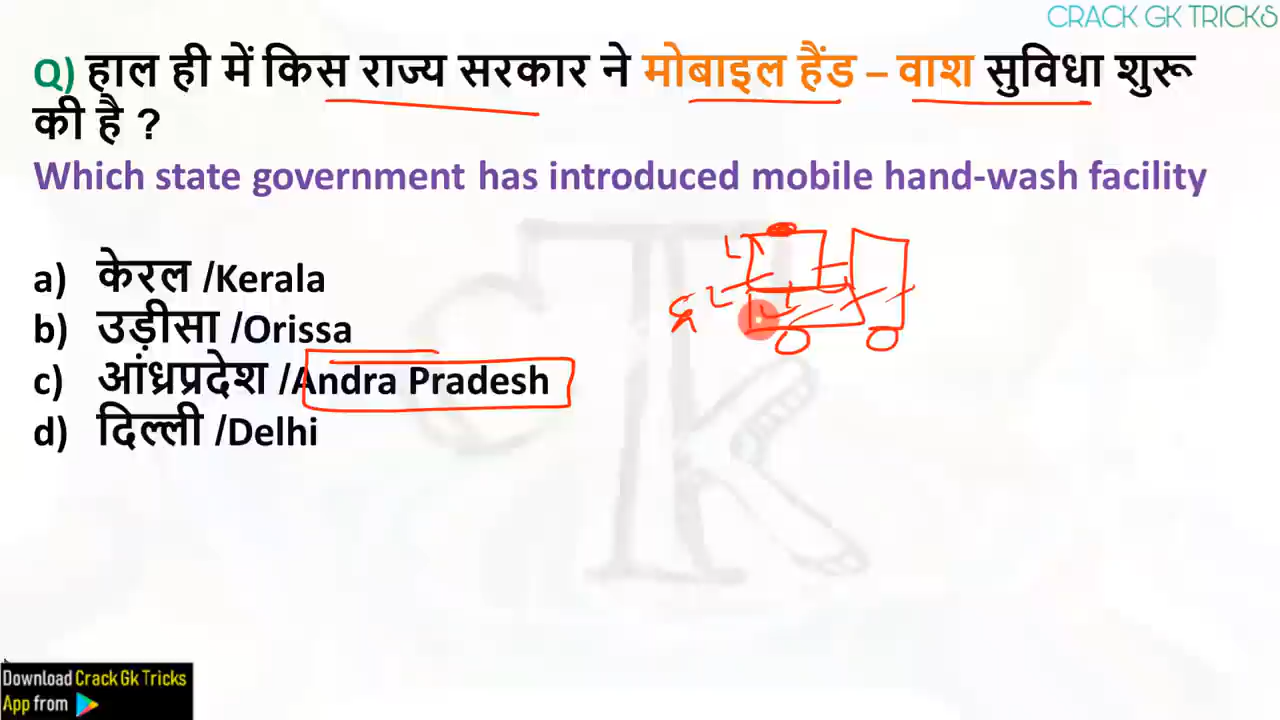 CRACK GK TRICKS
Q) हाल ही में किस राज्य सरकार ने मोबाइल हैंड – वाश सुविधा शुरू
की है ?
Which state government has introduced mobile hand-wash facility
a) केरल /Kerala
b) उड़ीसा /Orissa
c) आंध्रप्रदेश /Andra Pradesh
d) दिल्ली /Delhi
Download Crack Gk Tricks
App from